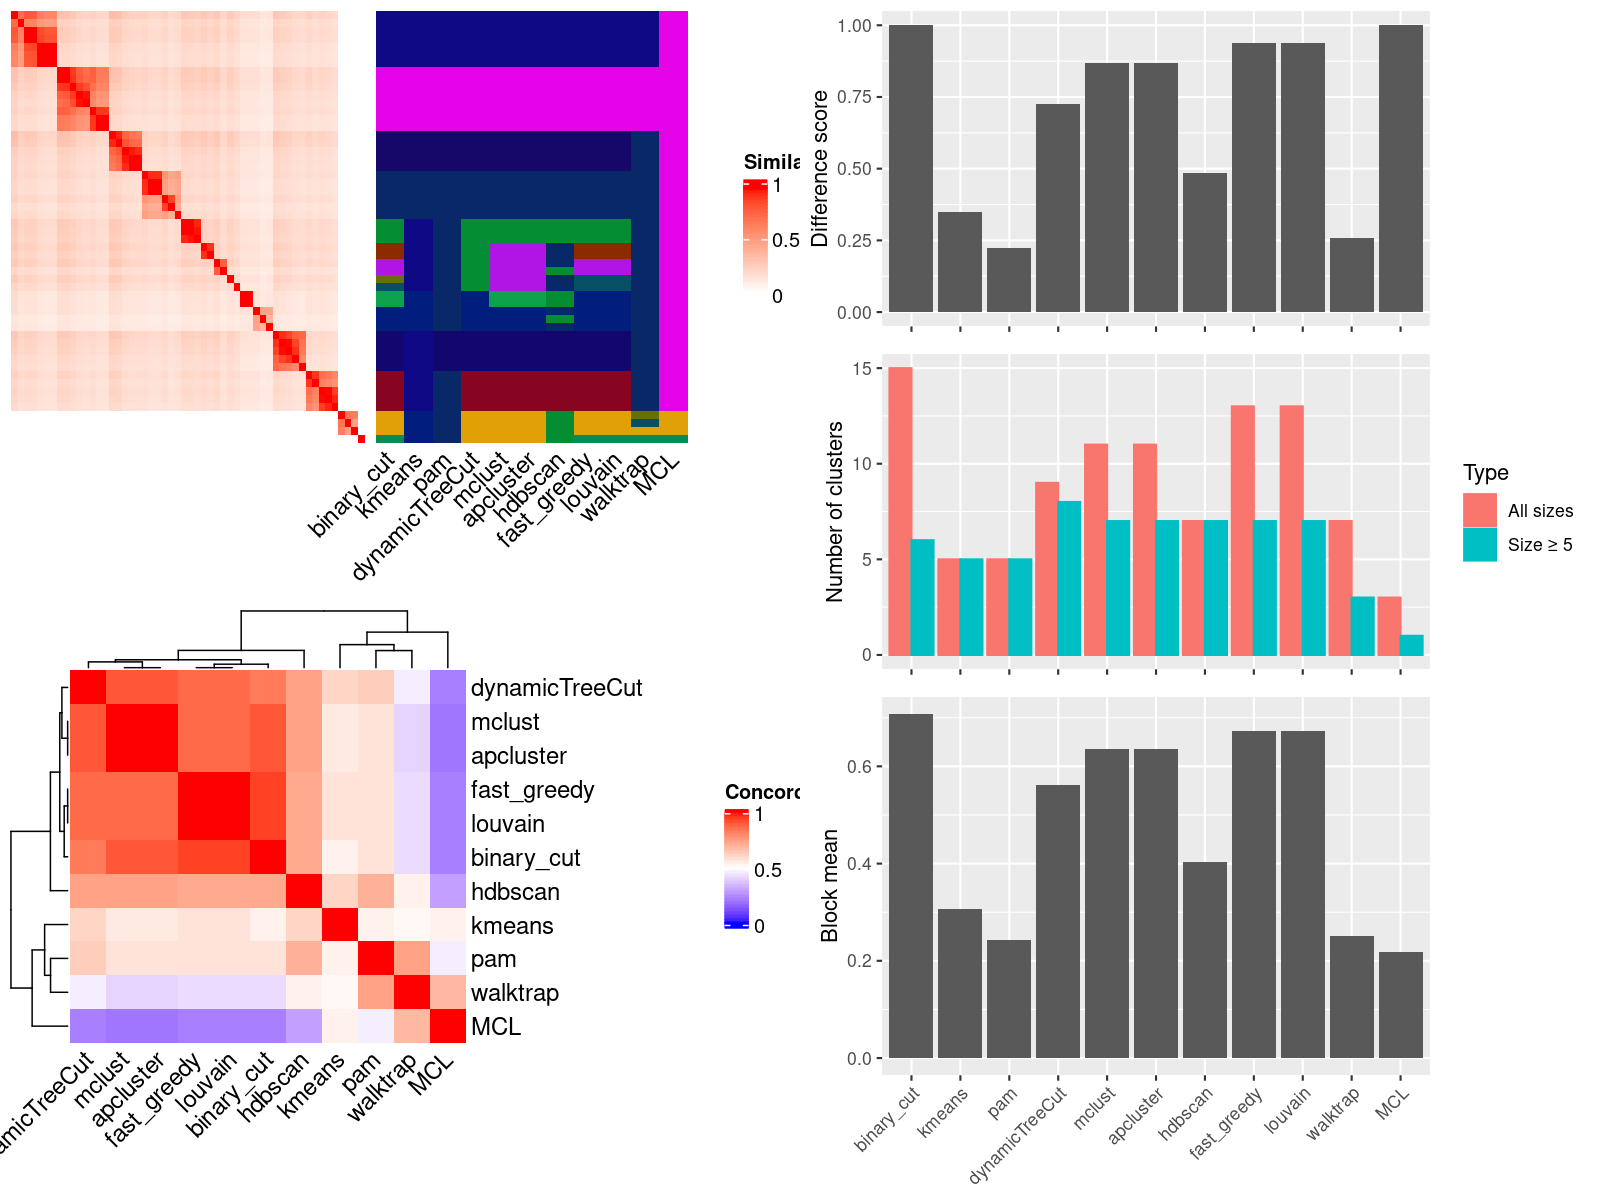 Simila
1
0.5
0
binary_cut
kmeans
pam
dynamicTreeCut
mclust
apcluster
hdbscan
fast_greedy
louvain
walktrap
MCL
dynamicTreeCut
mclust
apcluster
fast_greedy
louvain
binary_cut
hdbscan
kmeans
pam
walktrap
MCL
Concord
1
0.5
0
amicTreeCut
mclust
apcluster
fast_greedy
louvain
binary_cut
hdbscan
kmeans
pam
walktrap
MCL
Difference score
1.00
0.75
0.50
0.25
0.00
Number of clusters
15
10
5
0
Type
All sizes
Size ≥ 5
Block mean
0.6
0.4
0.2
0.0
binary_cut
kmeans
pam
dynamicTreeCut
mclust
apcluster
hdbscan
fast_greedy
louvain
walktrap
MCL